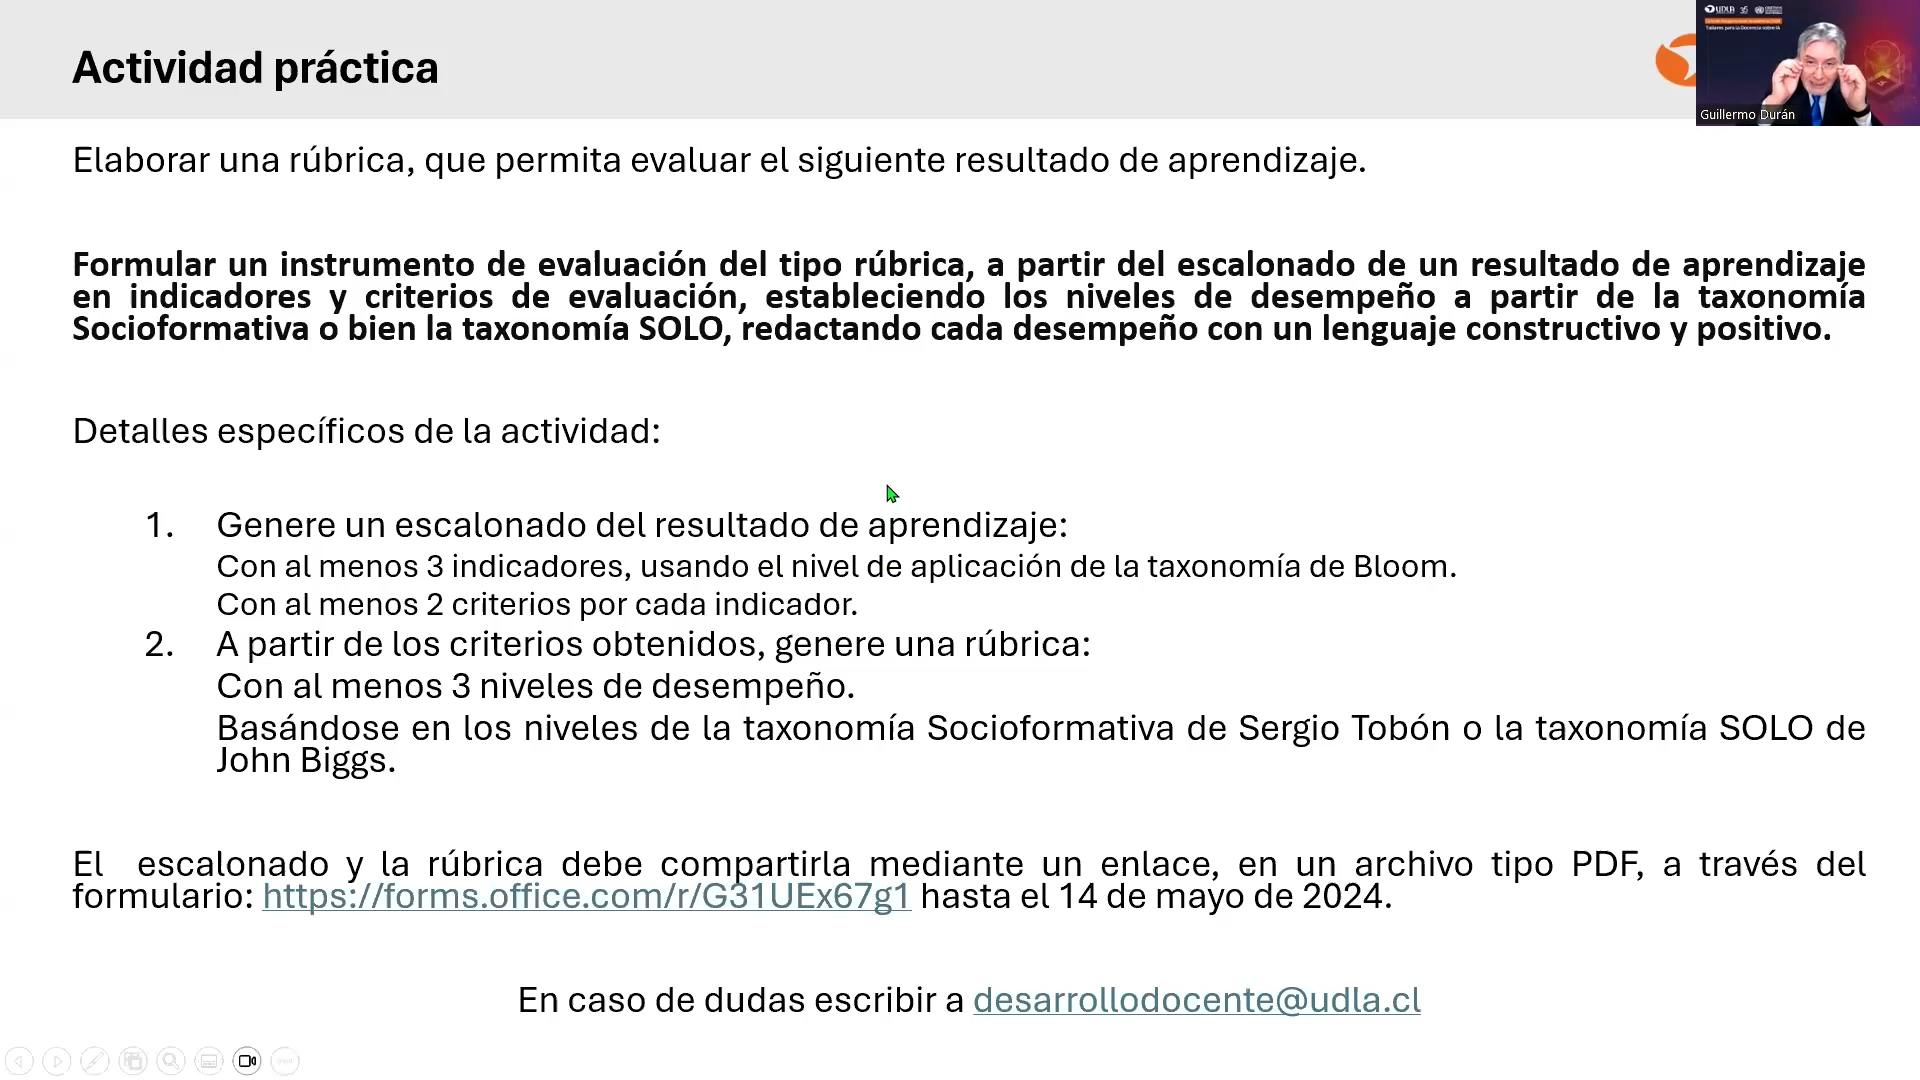 Actividad práctica
UDLA
Guillermo Durán
Elaborar una rúbrica, que permita evaluar el siguiente resultado de aprendizaje.
Formular un instrumento de evaluación del tipo rúbrica, a partir del escalonado de un resultado de aprendizaje
en indicadores y criterios de evaluación, estableciendo los niveles de desempeño a partir de la taxonomía
Socioformativa o bien la taxonomía SOLO, redactando cada desempeño con un lenguaje constructivo y positivo.
Detalles específicos de la actividad:
1. Genere un escalonado del resultado de aprendizaje:
Con al menos 3 indicadores, usando el nivel de aplicación de la taxonomía de Bloom.
Con al menos 2 criterios por cada indicador.
2. A partir de los criterios obtenidos, genere una rúbrica:
Con al menos 3 niveles de desempeño.
Basándose en los niveles de la taxonomía Socioformativa de Sergio Tobón o la taxonomía SOLO de
John Biggs.
El escalonado y la rúbrica debe compartirla mediante un enlace, en un archivo tipo PDF, a través del
formulario: https://forms.office.com/r/G31UEx67g1 hasta el 14 de mayo de 2024.
En caso de dudas escribir a desarrollodocente@udla.cl